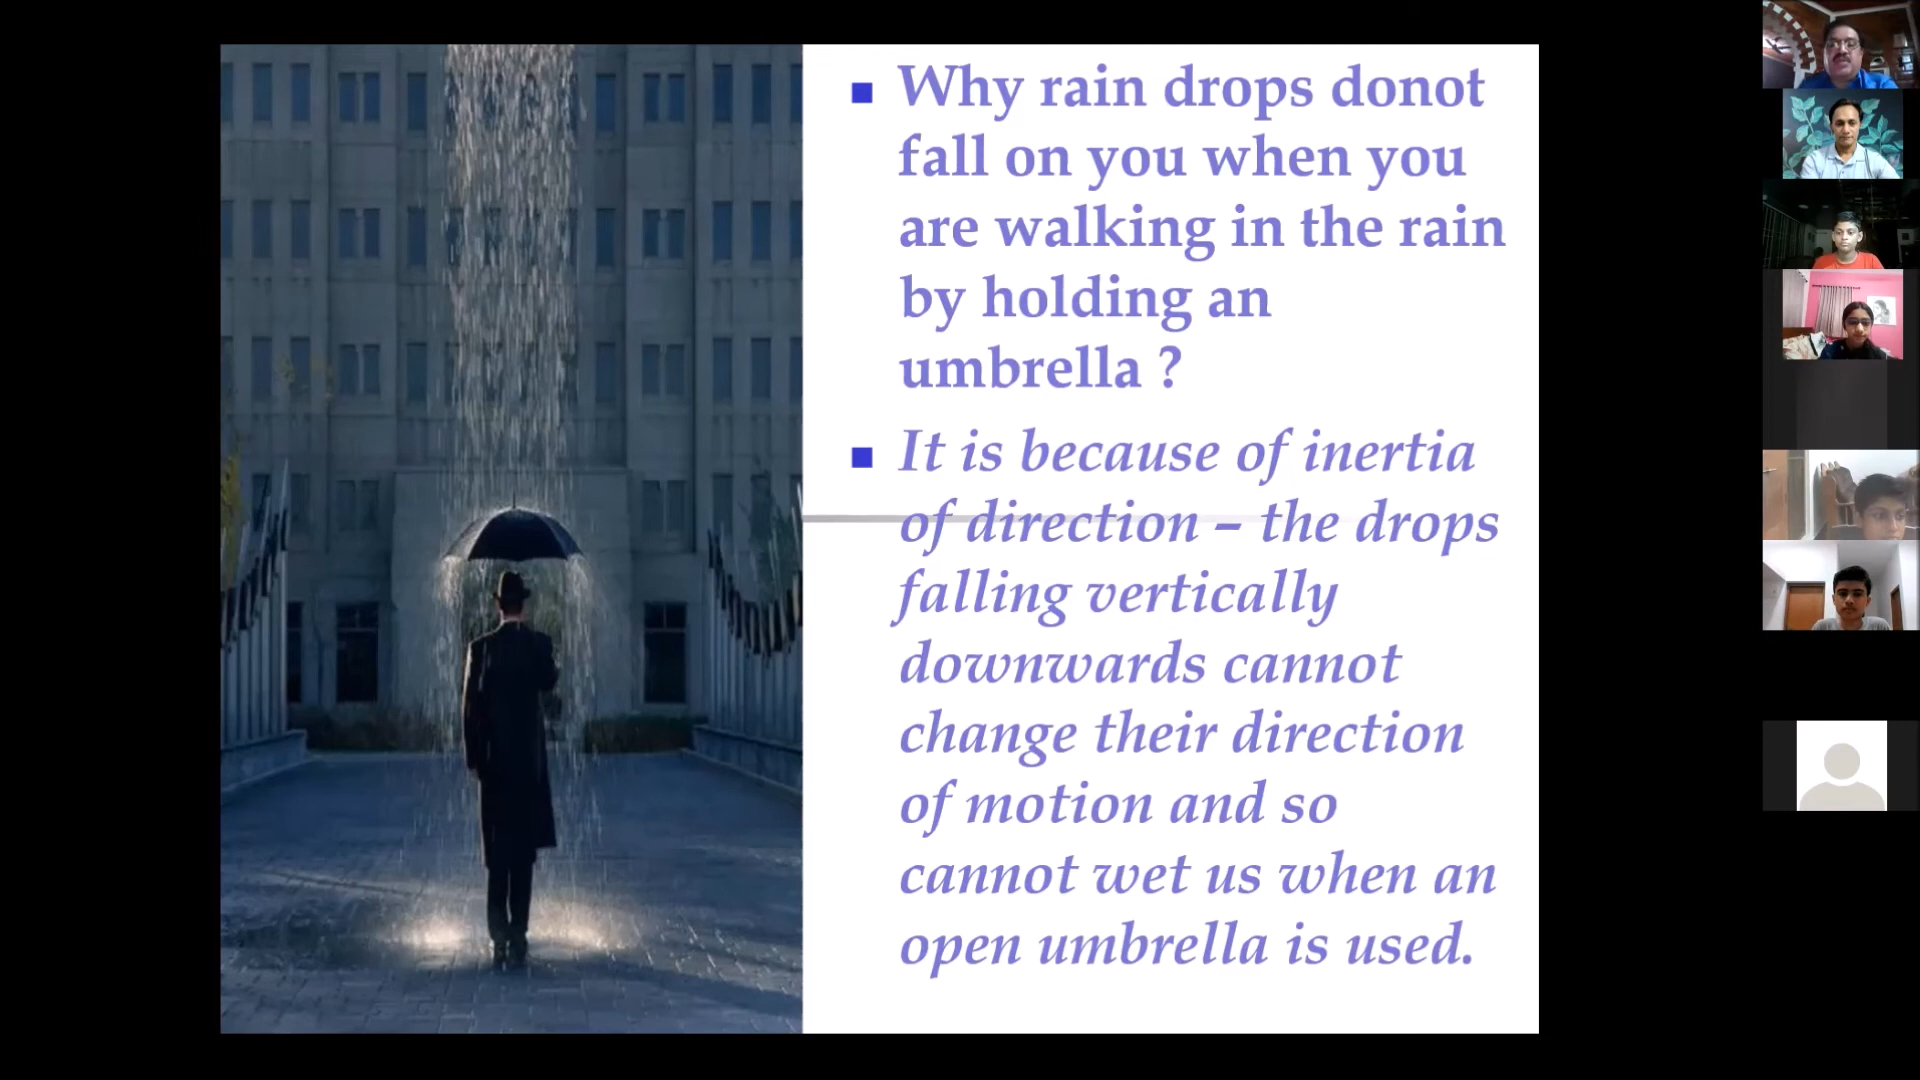 Why rain drops donot
fall on you when you
are walking in the rain
by holding an
umbrella ?
It is because of inertia
of direction – the drops
falling vertically
downwards cannot
change their direction
of motion and so
cannot wet us when an
open umbrella is used.